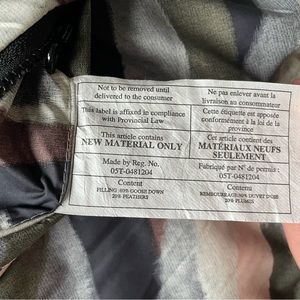 Not to be removed until
delivered to the consumer
This label is affixed in compliance
with Provincial Law
This article contains
NEW MATERIAL ONLY
Made by Reg. No.
05T-0481204
Content
FILLING: 80% GOOSE DOWN
20% FEATHERS
Ne pas enlever avant la
livraison au consommateur
Cette étiquette est apposée
conformément à la loi de la
province
Cet article contient des
MATÉRIAUX NEUFS
SEULEMENT
Fabriqué par N° de permis:
05T-0481204
Content
REMBOURRAGE: 80% DUVET D'OIE
20% PLUMES